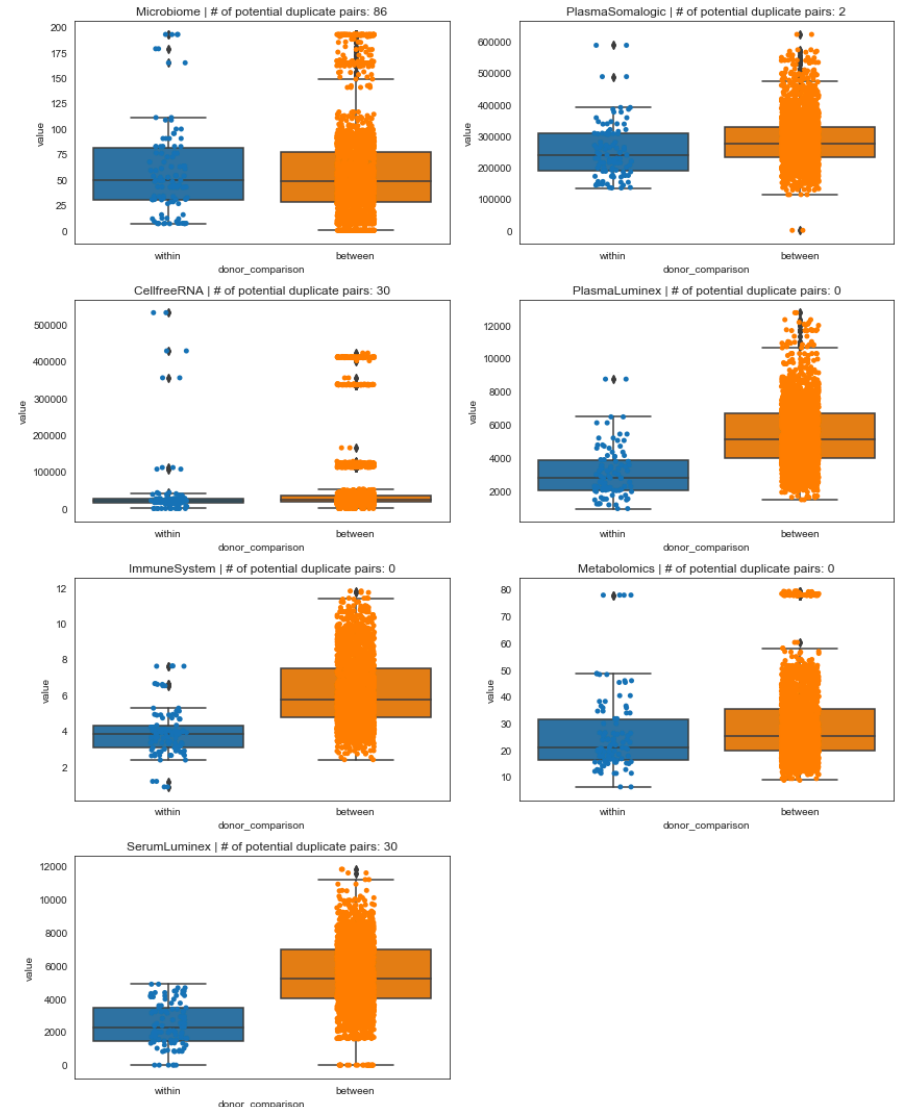 Microbiome | # of potential duplicate pairs: 86
200
175
150
125
100
75
50
25
0
value
within
between
donor_comparison
PlasmaSomalogic | # of potential duplicate pairs: 2
600000
500000
400000
300000
200000
100000
0
value
within
between
donor_comparison
CellfreeRNA | # of potential duplicate pairs: 30
500000
400000
300000
200000
100000
0
value
within
between
donor_comparison
PlasmaLuminex | # of potential duplicate pairs: 0
12000
10000
8000
6000
4000
2000
value
within
between
donor_comparison
ImmuneSystem | # of potential duplicate pairs: 0
12
10
8
6
4
2
value
within
between
donor_comparison
Metabolomics | # of potential duplicate pairs: 0
80
70
60
50
40
30
20
10
value
within
between
donor_comparison
SerumLuminex | # of potential duplicate pairs: 30
12000
10000
8000
6000
4000
2000
0
value
within
between
donor_comparison